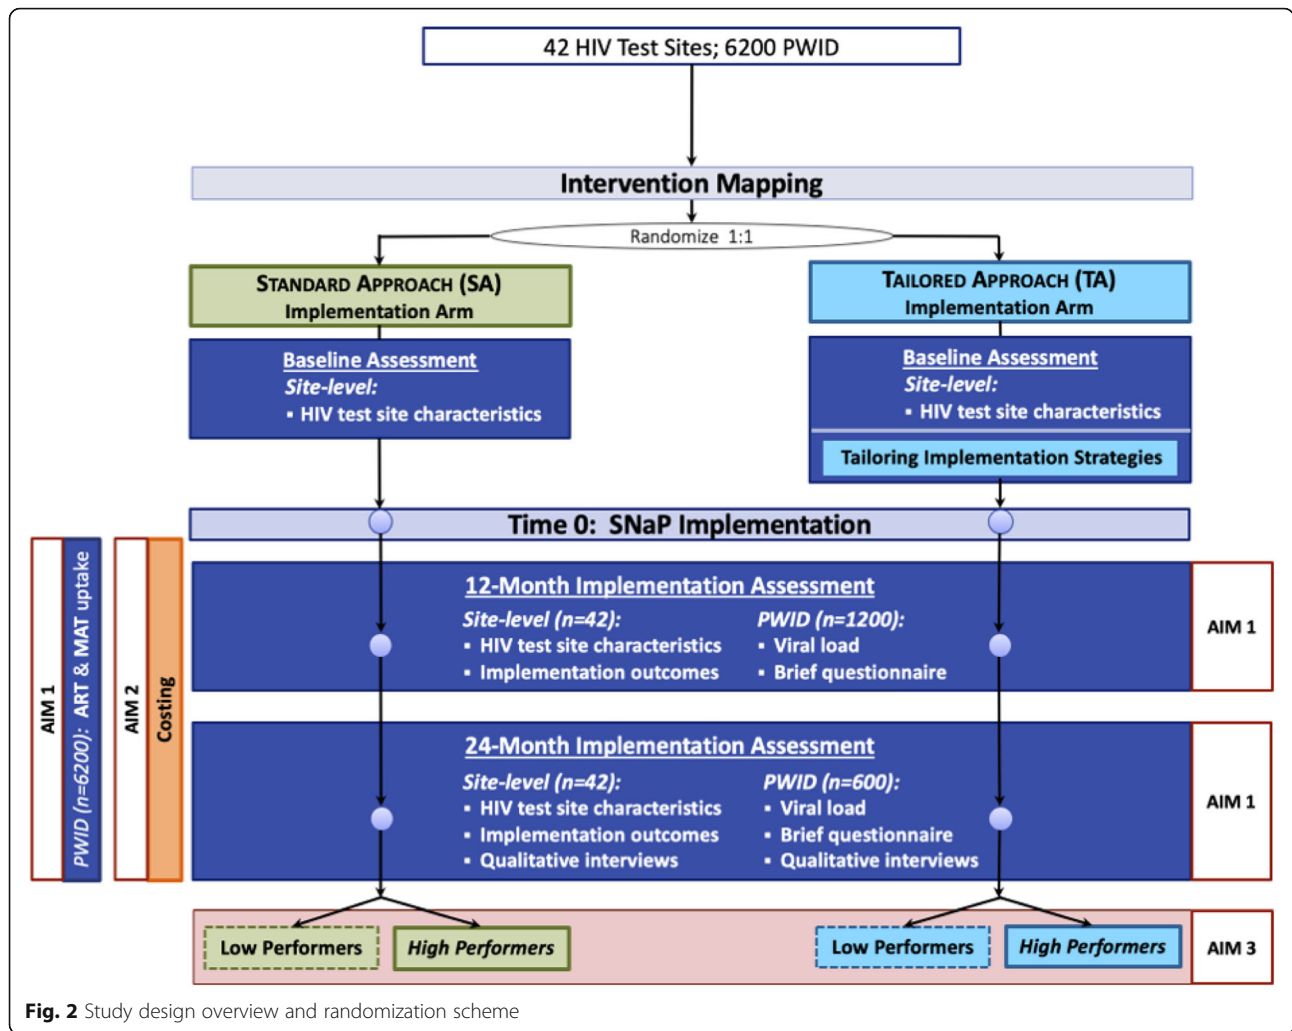 42 HIV Test Sites; 6200 PWID
Intervention Mapping
Randomize 1:1
STANDARD APPROACH (SA)
Implementation Arm
TAILORED APPROACH (TA)
Implementation Arm
Baseline Assessment
Site-level:
▪ HIV test site characteristics
Baseline Assessment
Site-level:
▪ HIV test site characteristics
Tailoring Implementation Strategies
Time 0: SNaP Implementation
AIM 1
PWID (n=6200): ART & MAT uptake
AIM 2
Costing
12-Month Implementation Assessment
Site-level (n=42):
▪ HIV test site characteristics
▪ Implementation outcomes
PWID (n=1200):
▪ Viral load
▪ Brief questionnaire
AIM 1
24-Month Implementation Assessment
Site-level (n=42):
▪ HIV test site characteristics
▪ Implementation outcomes
▪ Qualitative interviews
PWID (n=600):
▪ Viral load
▪ Brief questionnaire
▪ Qualitative interviews
AIM 1
Low Performers
High Performers
Low Performers
High Performers
AIM 3
Fig. 2 Study design overview and randomization scheme